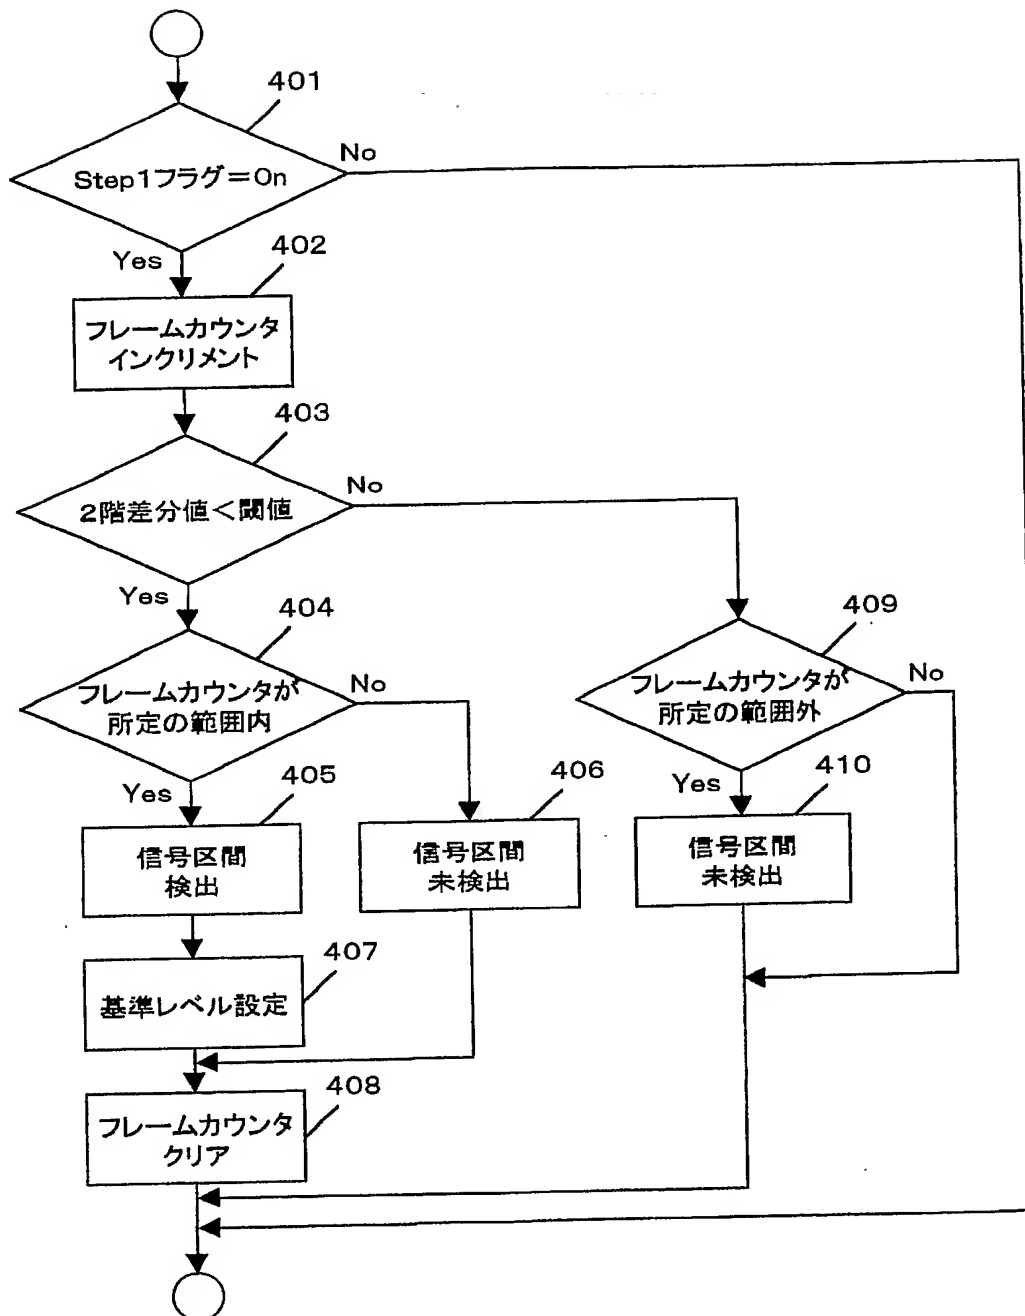 401
Step1フラグ＝On
No
Yes
402
フレームカウンタ
インクリメント
403
2階差分値＜閾値
No
Yes
404
フレームカウンタが
所定の範囲内
No
409
フレームカウンタが
所定の範囲外
No
Yes
405
信号区間
検出
406
信号区間
未検出
Yes
410
信号区間
未検出
407
基準レベル設定
408
フレームカウンタ
クリア